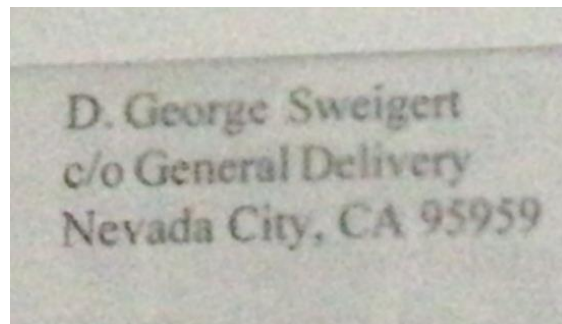 D. George Sweigert
c/o General Delivery
Nevada City, CA 95959